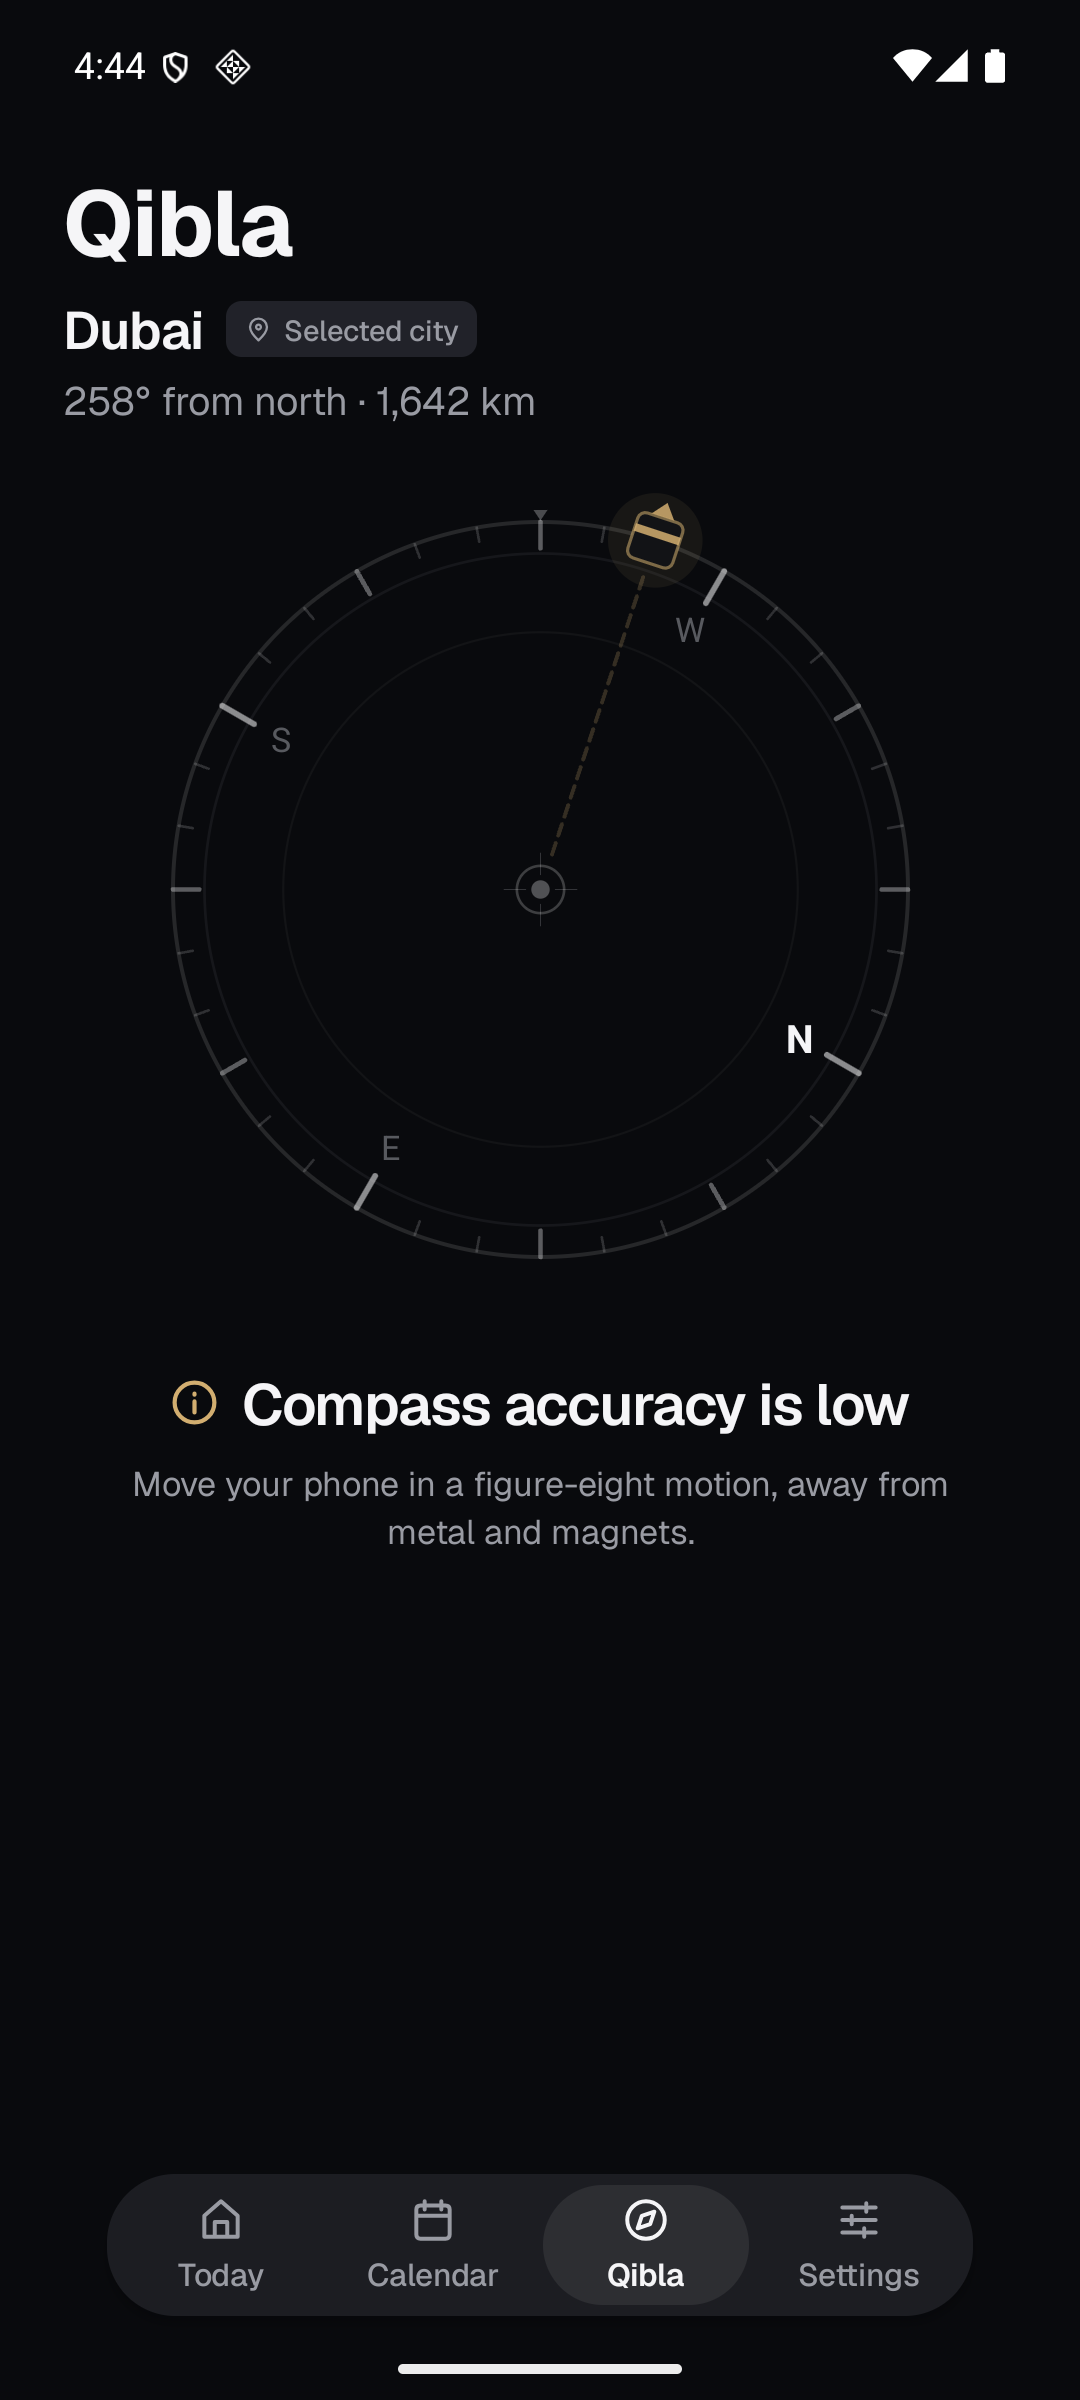 4:44
Qibla
Dubai
Selected city
258° from north · 1,642 km
W
S
N
E
Compass accuracy is low
Move your phone in a figure-eight motion, away from
metal and magnets.
Today
Calendar
Qibla
Settings